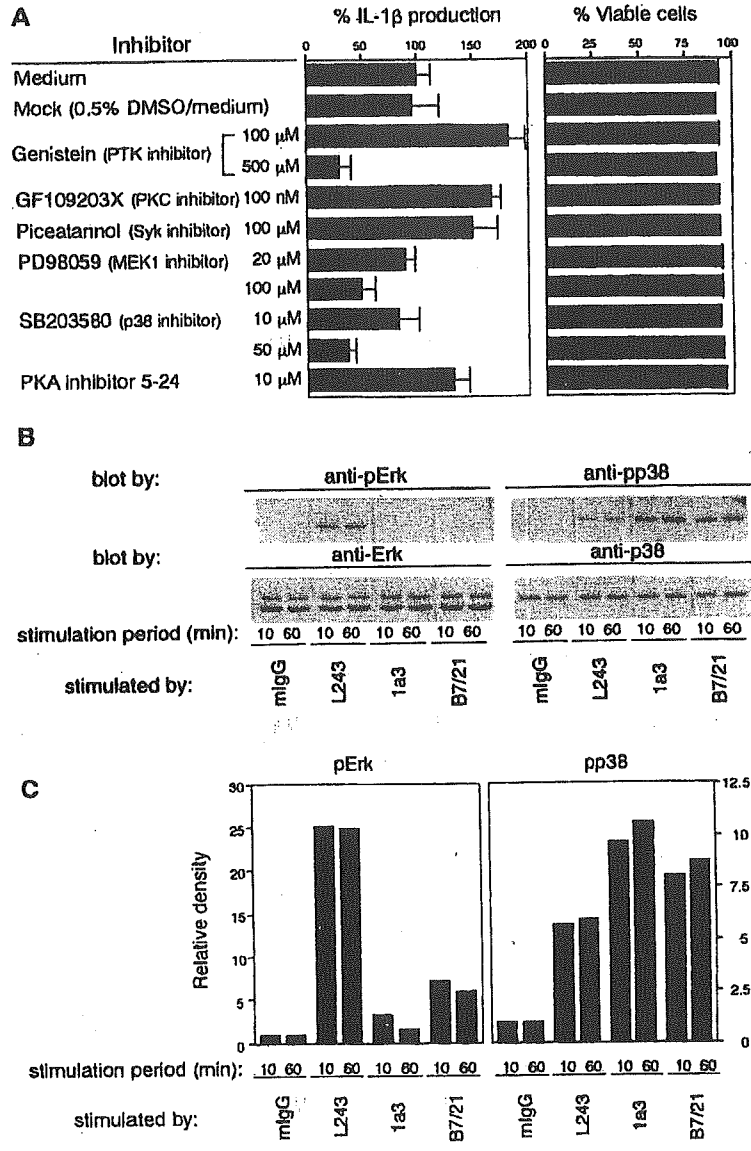 A
% IL-1β production
% Viable cells
Inhibitor
0 50 100 150 200
0 25 50 75 100
Medium
Mock (0.5% DMSO/medium)
Genistein (PTK inhibitor)
100 μM
500 μM
GF109203X (PKC inhibitor) 100 nM
Piceatannol (Syk inhibitor) 100 μM
PD98059 (MEK1 inhibitor) 20 μM
100 μM
SB203580 (p38 inhibitor) 10 μM
50 μM
PKA inhibitor 5-24 10 μM
B
blot by: anti-pErk anti-pp38
blot by: anti-Erk anti-p38
stimulation period (min): 10 60 10 60 10 60 10 60 10 60 10 60 10 60 10 60
stimulated by: mIgG L243 1a3 B7/21 mIgG L243 1a3 B7/21
C
pErk
pp38
Relative density
30
25
20
15
10
5
0
12.5
10
7.5
5
2.5
0
stimulation period (min): 10 60 10 60 10 60 10 60 10 60 10 60 10 60 10 60
stimulated by: mIgG L243 1a3 B7/21 mIgG L243 1a3 B7/21